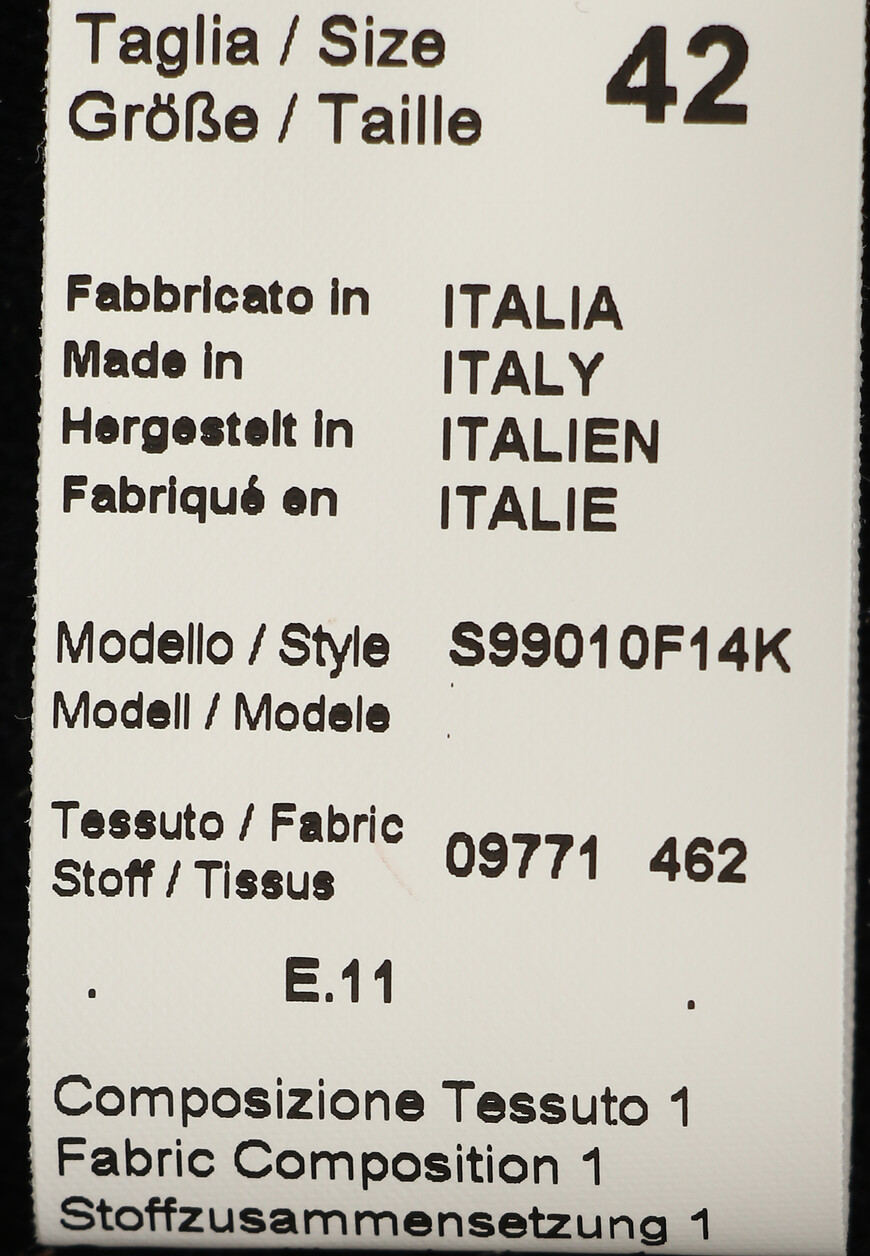 Taglia / Size 42
Größe / Taille
Fabbricato in ITALIA
Made in ITALY
Hergestelt in ITALIEN
Fabriqué en ITALIE
Modello / Style S99010F14K
Modell / Modele
Tessuto / Fabric 09771 462
Stoff / Tissus
. E.11 .
Composizione Tessuto 1
Fabric Composition 1
Stoffzusammensetzung 1